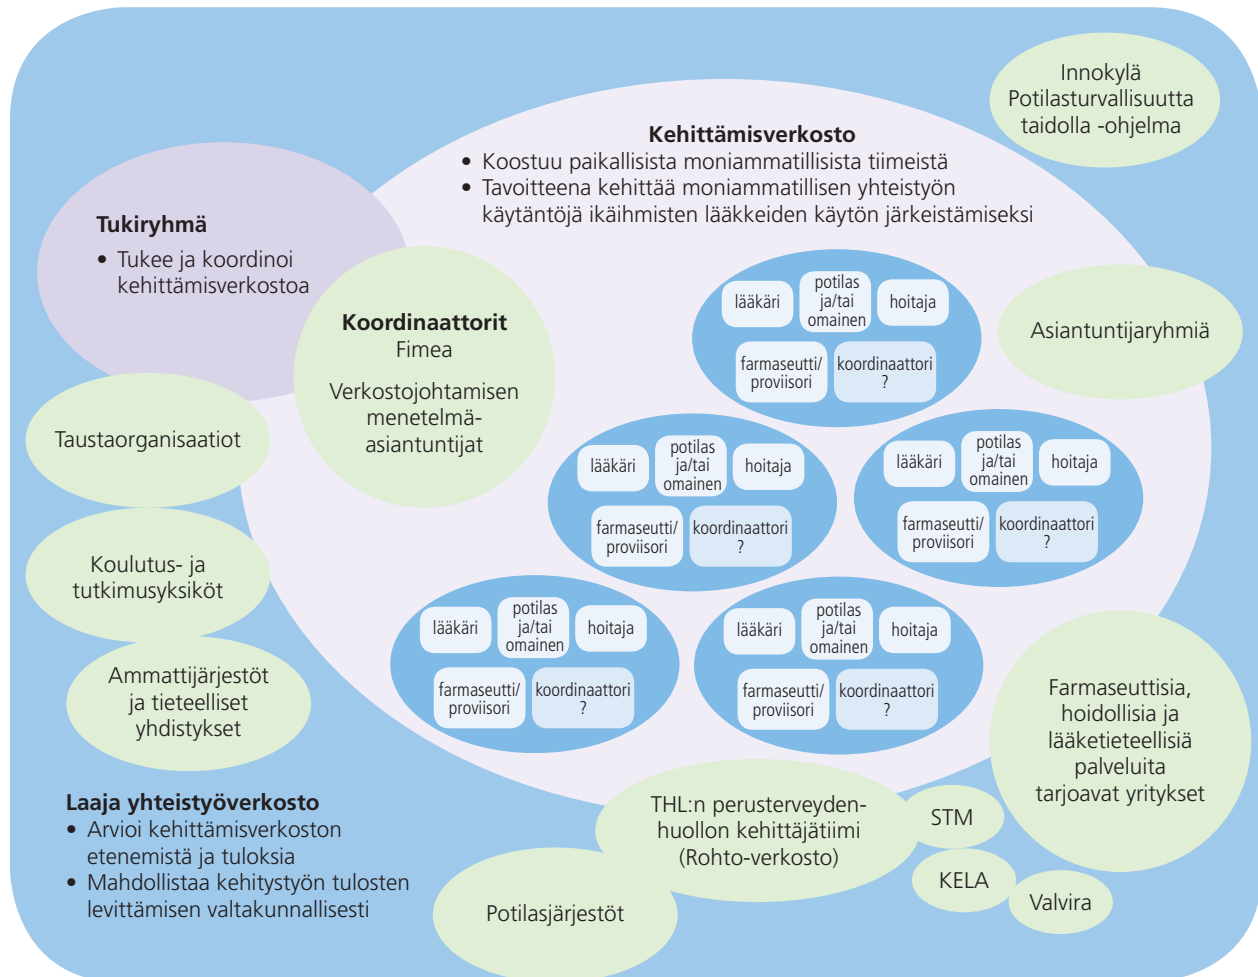 Innokylä
Potilasturvallisuutta
taidolla -ohjelma
Kehittämisverkosto
• Koostuu paikallisista moniammatillisista tiimeistä
• Tavoitteena kehittää moniammatillisen yhteistyön
käytäntöjä ikäihmisten lääkkeiden käytön järkeistämiseksi
Tukiryhmä
• Tukee ja koordinoi
kehittämisverkostoa
Koordinaattorit
Fimea
Verkostojohtamisen
menetelmä-
asiantuntijat
lääkäri
potilas
ja/tai
omainen
hoitaja
farmaseutti/
proviisori
koordinaattori
?
Asiantuntijaryhmiä
Taustaorganisaatiot
lääkäri
potilas
ja/tai
omainen
hoitaja
farmaseutti/
proviisori
koordinaattori
?
lääkäri
potilas
ja/tai
omainen
hoitaja
farmaseutti/
proviisori
koordinaattori
?
Koulutus- ja
tutkimusyksiköt
lääkäri
potilas
ja/tai
omainen
hoitaja
farmaseutti/
proviisori
koordinaattori
?
lääkäri
potilas
ja/tai
omainen
hoitaja
farmaseutti/
proviisori
koordinaattori
?
Ammattijärjestöt
ja tieteelliset
yhdistykset
Farmaseuttisia,
hoidollisia ja
lääketieteellisiä
palveluita
tarjoavat yritykset
Laaja yhteistyöverkosto
• Arvioi kehittämisverkoston
etenemistä ja tuloksia
• Mahdollistaa kehitystyön tulosten
levittämisen valtakunnallisesti
THL:n perusterveyden-
huollon kehittäjätiimi
(Rohto-verkosto)
STM
KELA
Valvira
Potilasjärjestöt